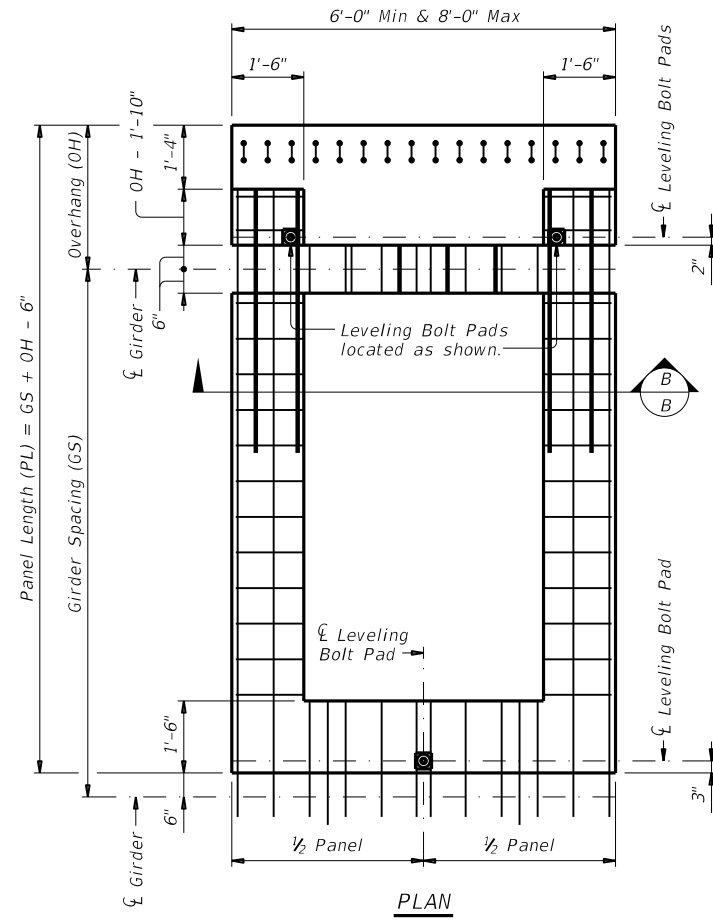 6'-0" Min & 8'-0" Max
1'-6"
1'-6"
℄ Leveling Bolt Pads
OH - 1'-10"
1'-4"
Overhang (OH)
2"
6"
℄ Girder
Leveling Bolt Pads
located as shown.
B
B
Panel Length (PL) = GS + OH - 6"
Girder Spacing (GS)
℄ Leveling
Bolt Pad
℄ Leveling Bolt Pad
1'-6"
3"
6"
℄ Girder
½ Panel
½ Panel
PLAN